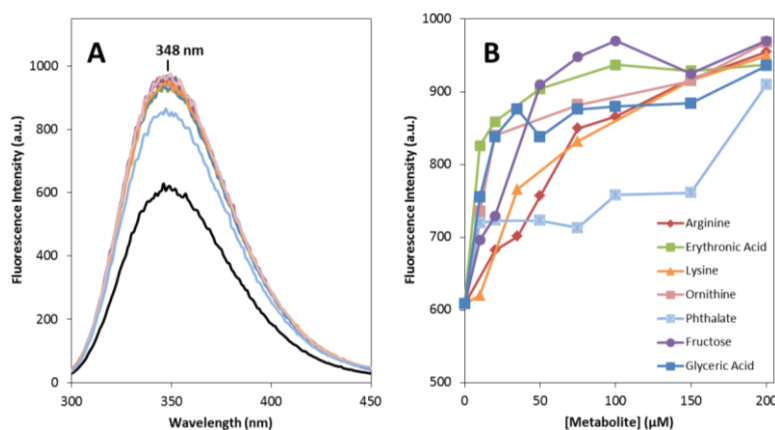 A
348 nm
Fluorescence Intensity (a.u.)
1000
800
600
400
200
0
300
350
400
450
Wavelength (nm)
B
Fluorescence Intensity (a.u.)
1000
900
800
700
600
500
0
50
100
150
200
[Metabolite] (µM)
Arginine
Erythronic Acid
Lysine
Ornithine
Phthalate
Fructose
Glyceric Acid